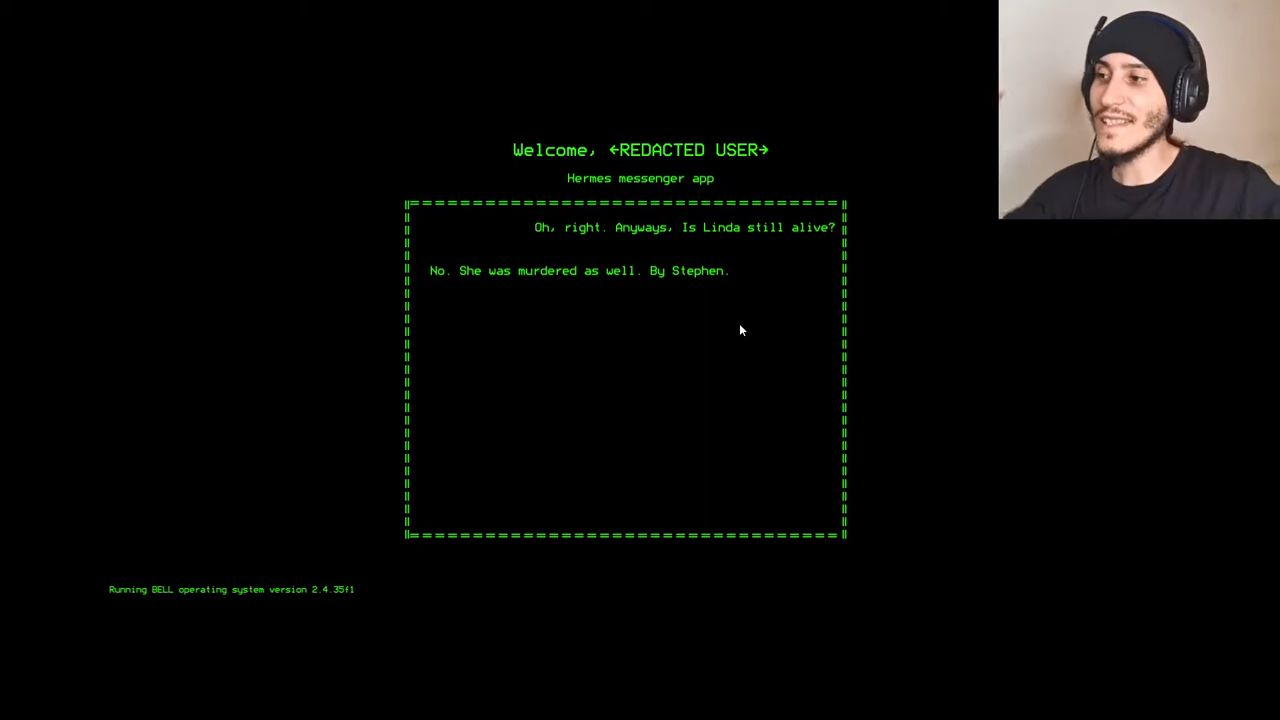 Welcome, ←REDACTED USER→
Hermes messenger app
Oh, right. Anyways, Is Linda still alive?
No. She was murdered as well. By Stephen.
Running BELL operating system version 2.4.35f1